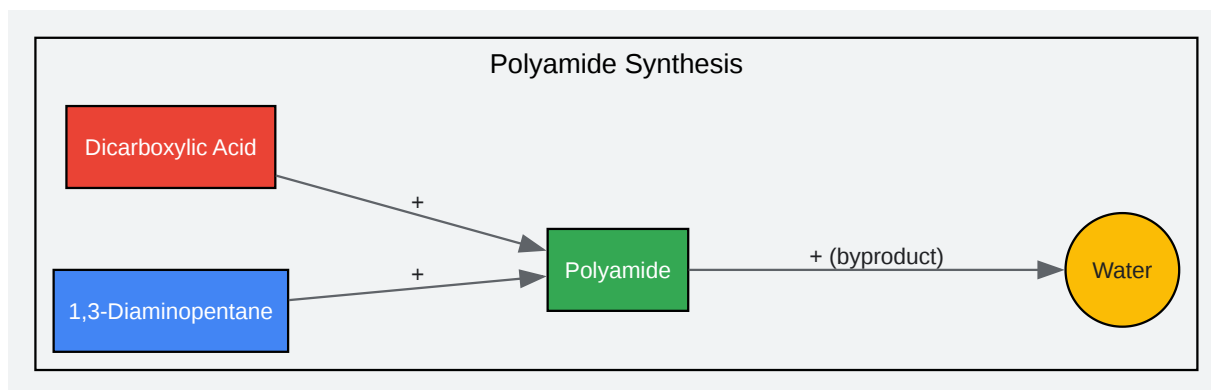 Polyamide Synthesis
Dicarboxylic Acid
+
1,3-Diaminopentane
+
Polyamide
+ (byproduct)
Water